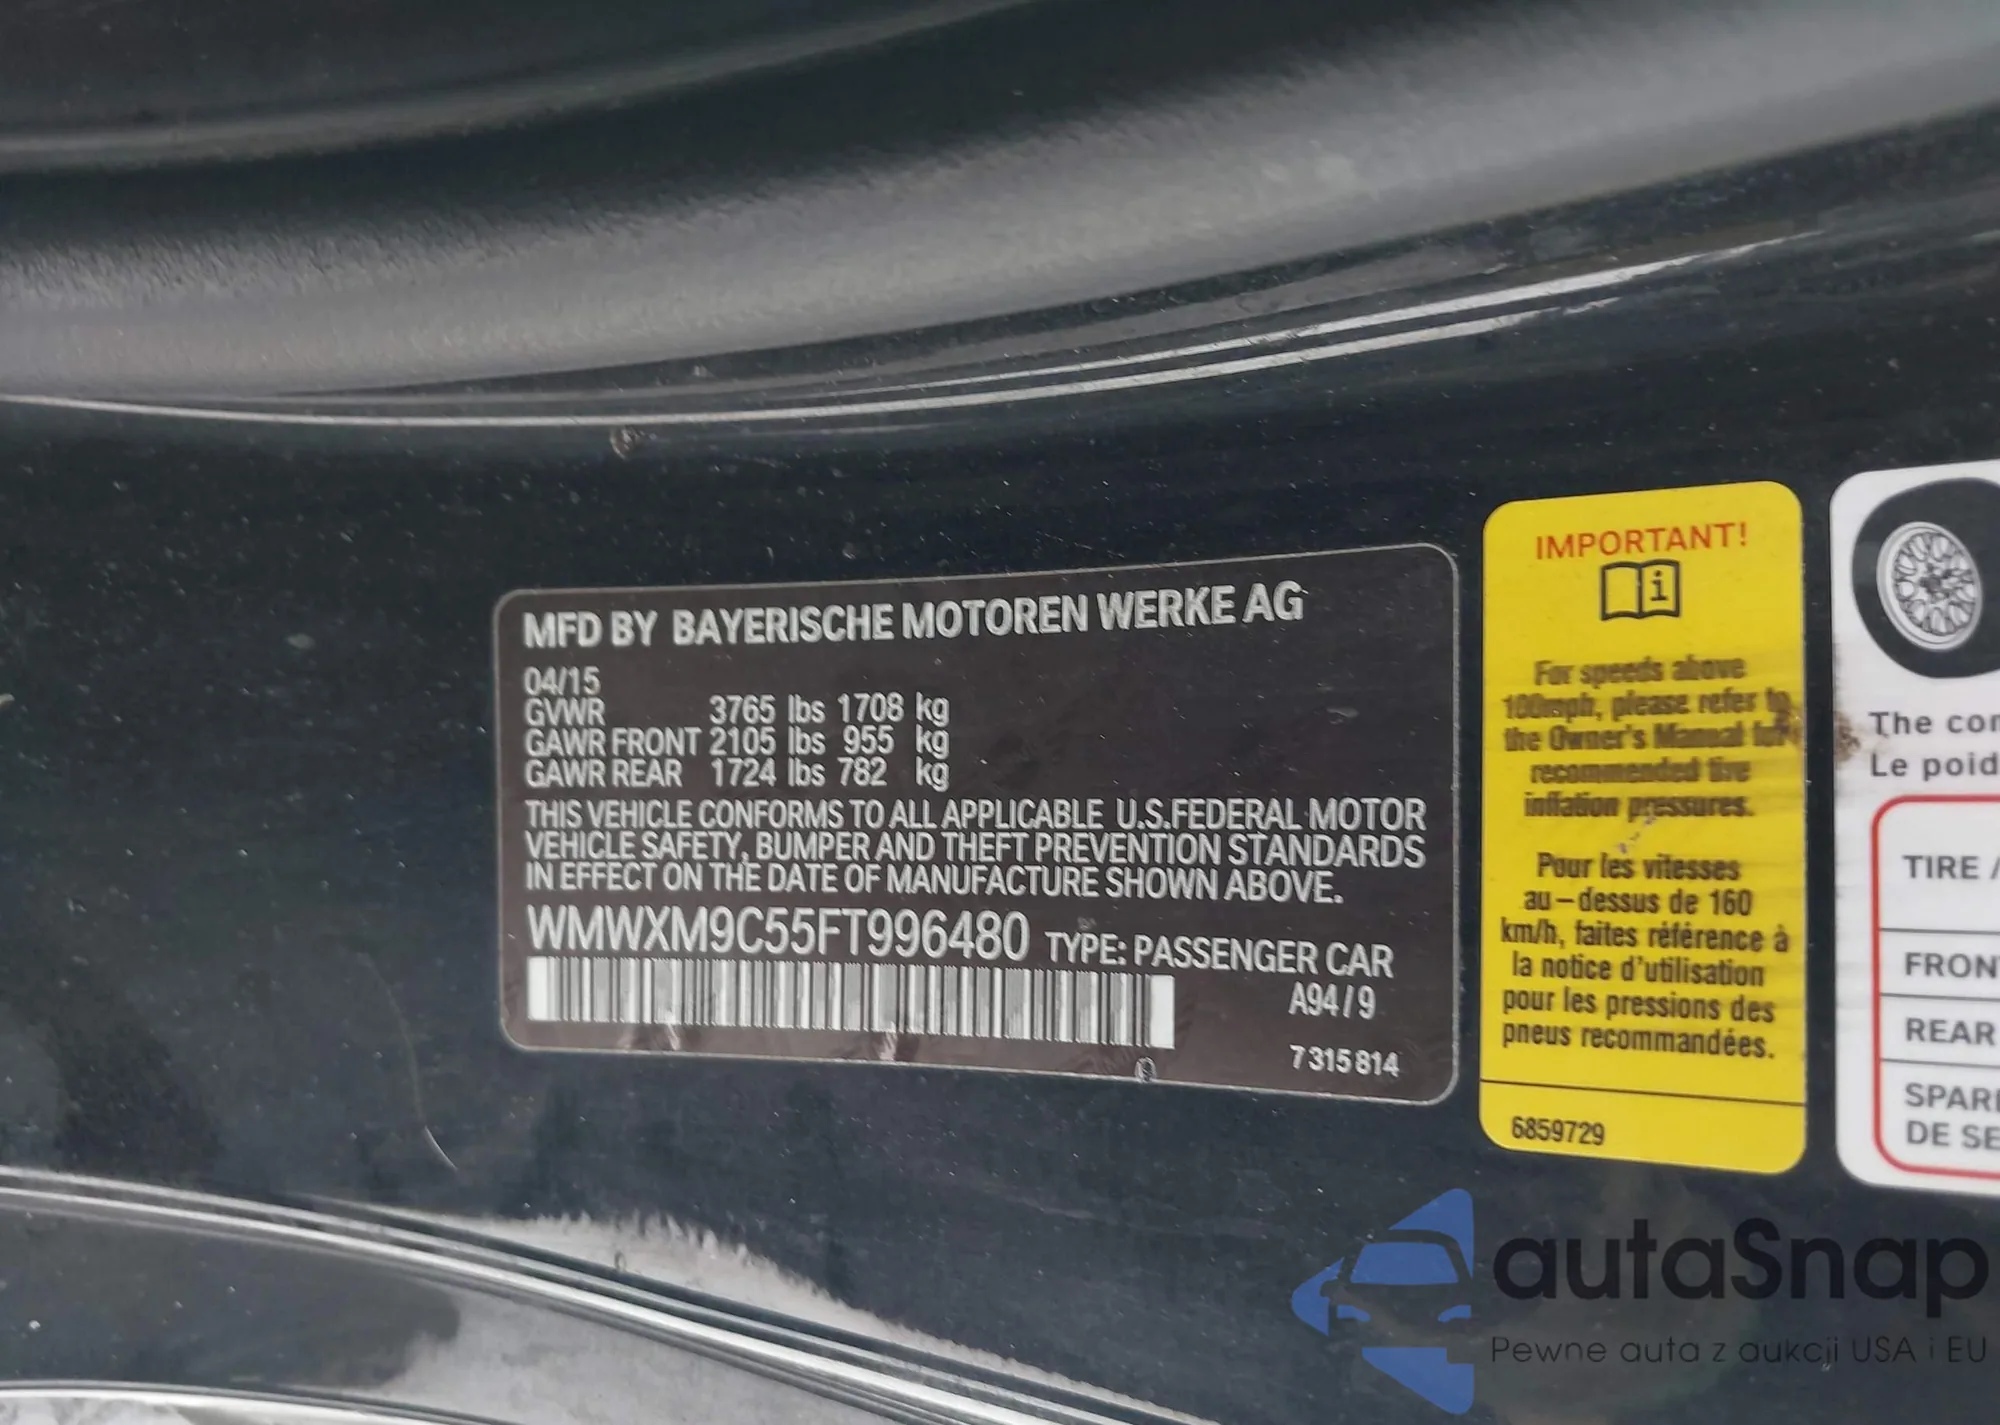 MFD BY BAYERISCHE MOTOREN WERKE AG
04/15
GVWR 3765 lbs 1708 kg
GAWR FRONT 2105 lbs 955 kg
GAWR REAR 1724 lbs 782 kg
THIS VEHICLE CONFORMS TO ALL APPLICABLE U.S.FEDERAL MOTOR
VEHICLE SAFETY, BUMPER AND THEFT PREVENTION STANDARDS
IN EFFECT ON THE DATE OF MANUFACTURE SHOWN ABOVE.
WMWXM9C55FT996480 TYPE: PASSENGER CAR
A94/9
7 315 814
IMPORTANT!
i
For speeds above
100mph, please refer to
the Owner's Manual for
recommended tire
inflation pressures.
Pour les vitesses
au-dessus de 160
km/h, faites référence à
la notice d'utilisation
pour les pressions des
pneus recommandées.
6859729
The com
Le poid
TIRE /
FRON
REAR
SPAR
DE SE
autaSnap
Pewne auta z aukcji USA i EU